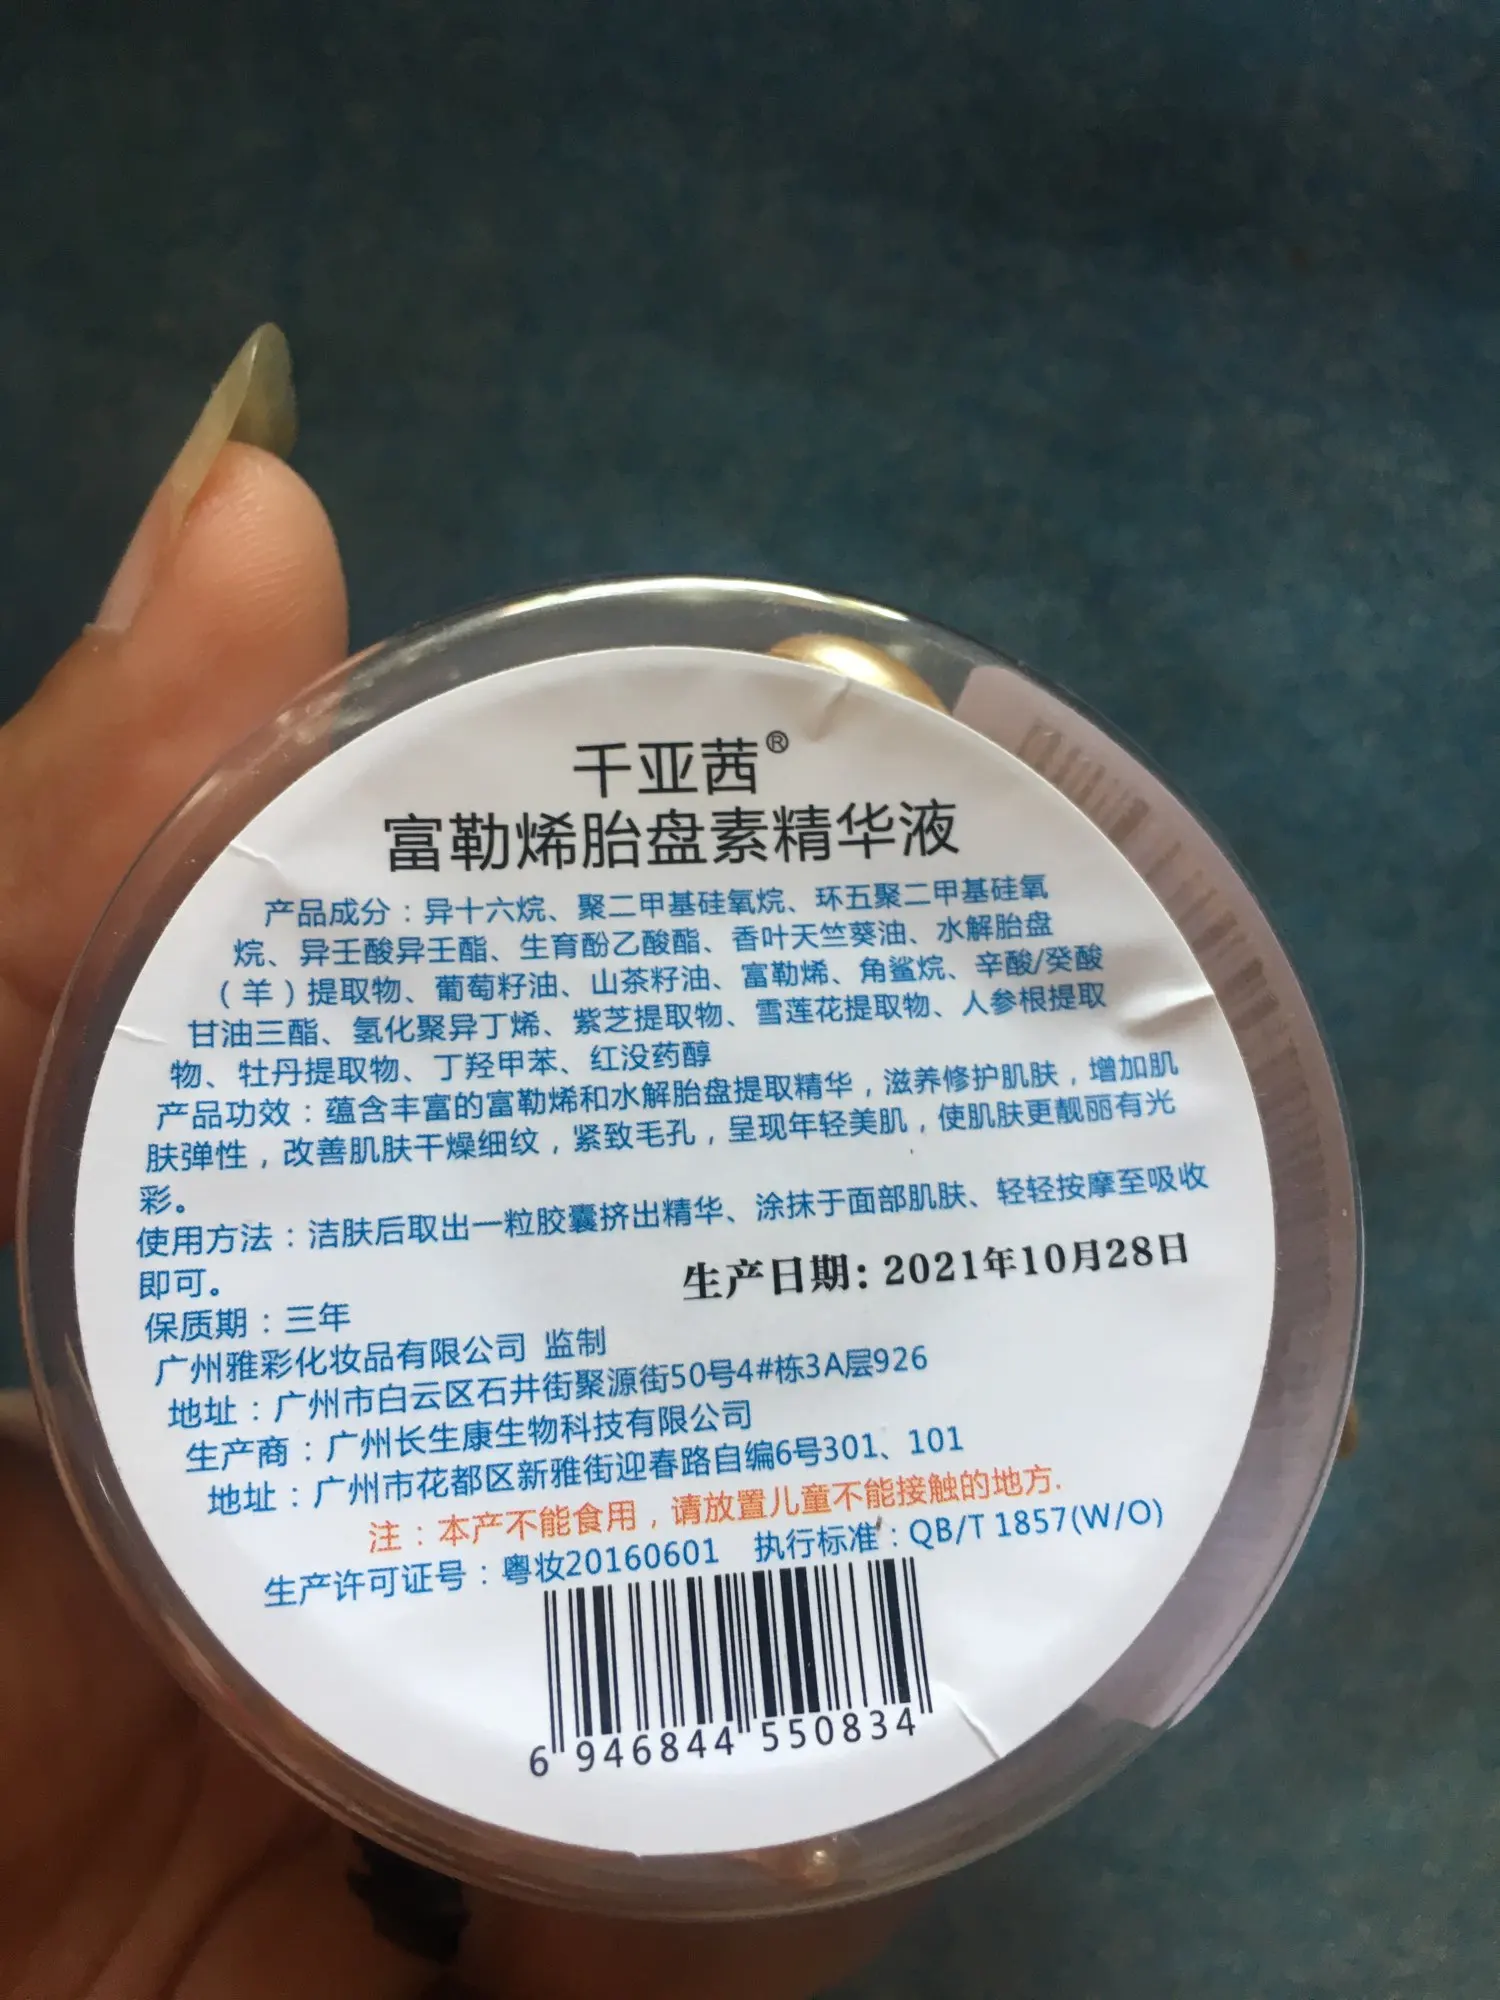 千亚茜®
富勒烯胎盘素精华液
产品成分：异十六烷、聚二甲基硅氧烷、环五聚二甲基硅氧
烷、异壬酸异壬酯、生育酚乙酸酯、香叶天竺葵油、水解胎盘
（羊）提取物、葡萄籽油、山茶籽油、富勒烯、角鲨烷、辛酸/癸酸
甘油三酯、氢化聚异丁烯、紫芝提取物、雪莲花提取物、人参根提取
物、牡丹提取物、丁羟甲苯、红没药醇
产品功效：蕴含丰富的富勒烯和水解胎盘提取精华，滋养修护肌肤，增加肌
肤弹性，改善肌肤干燥细纹，紧致毛孔，呈现年轻美肌，使肌肤更靓丽有光
彩。
使用方法：洁肤后取出一粒胶囊挤出精华、涂抹于面部肌肤、轻轻按摩至吸收
即可。
生产日期: 2021年10月28日
保质期：三年
广州雅彩化妆品有限公司 监制
地址：广州市白云区石井街聚源街50号4#栋3A层926
生产商：广州长生康生物科技有限公司
地址：广州市花都区新雅街迎春路自编6号301、101
注：本产不能食用，请放置儿童不能接触的地方.
生产许可证号：粤妆20160601 执行标准：QB/T 1857(W/O)
6 946844 550834